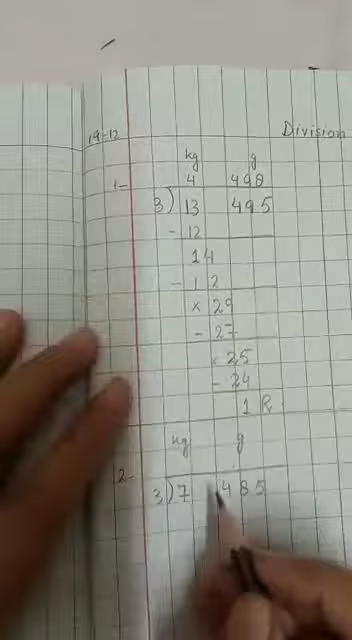 19-12
Division
kg g
4 498
1- 3) 13 495
- 12
14
- 12
x 29
- 27
x 25
- 24
1 R
kg g
2- 3) 7 485